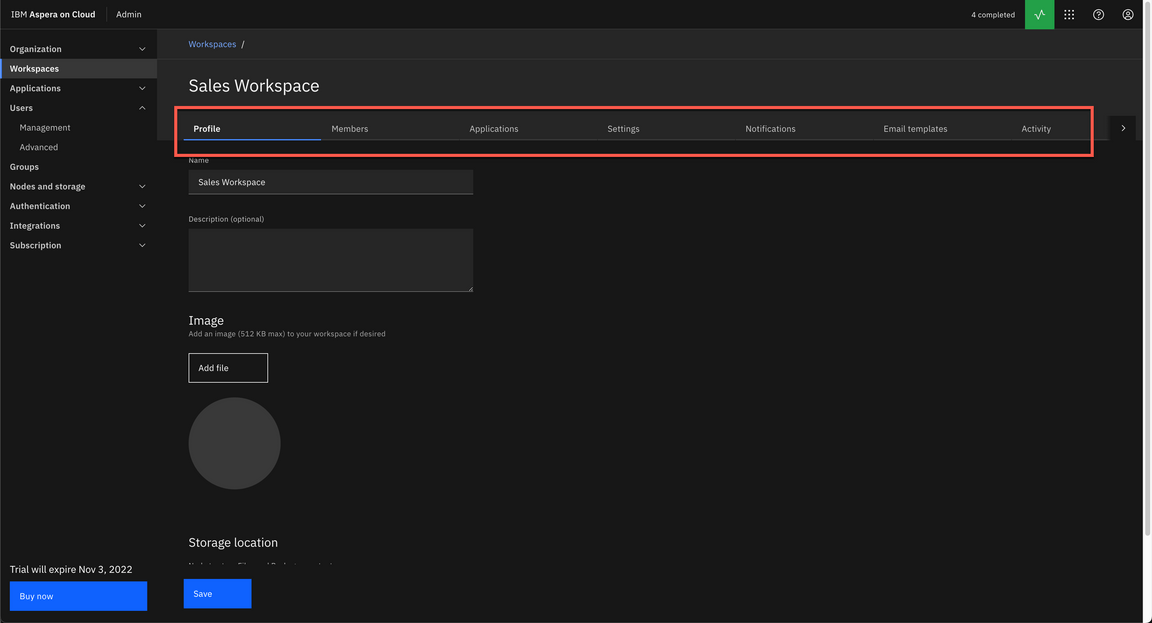 IBM Aspera on Cloud Admin 4 completed
Organization
Workspaces
Applications
Users
Management
Advanced
Groups
Nodes and storage
Authentication
Integrations
Subscription
Trial will expire Nov 3, 2022
Buy now
Workspaces /
Sales Workspace
Profile Members Applications Settings Notifications Email templates Activity
Name
Sales Workspace
Description (optional)
Image
Add an image (512 KB max) to your workspace if desired
Add file
Storage location
Save